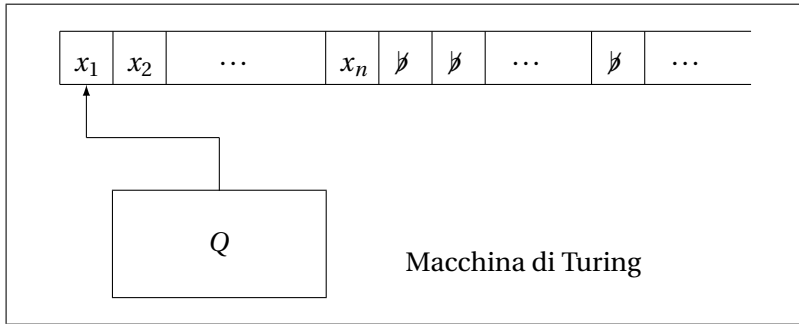 x₁ x₂ ⋯ xₙ b̸ b̸ ⋯ b̸ ⋯
Q
Macchina di Turing